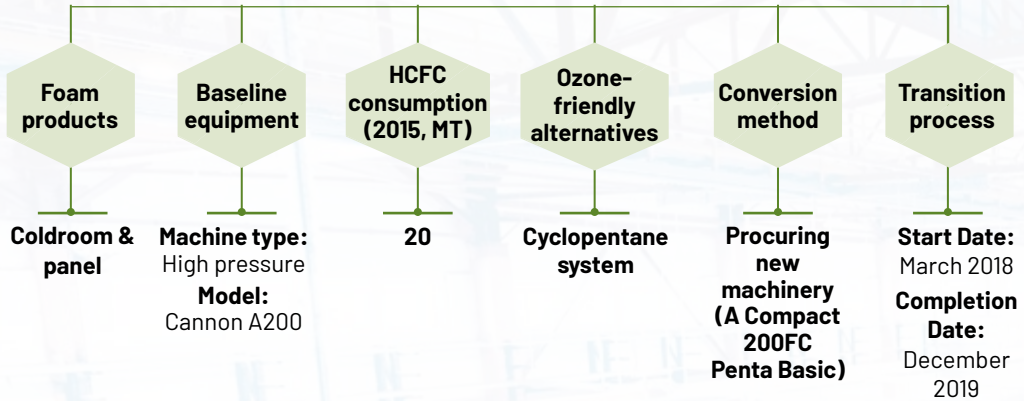 Foam
products
Baseline
equipment
HCFC
consumption
(2015, MT)
Ozone-
friendly
alternatives
Conversion
method
Transition
process
Coldroom &
panel
Machine type:
High pressure
Model:
Cannon A200
20
Cyclopentane
system
Procuring
new
machinery
(A Compact
200FC
Penta Basic)
Start Date:
March 2018
Completion
Date:
December
2019